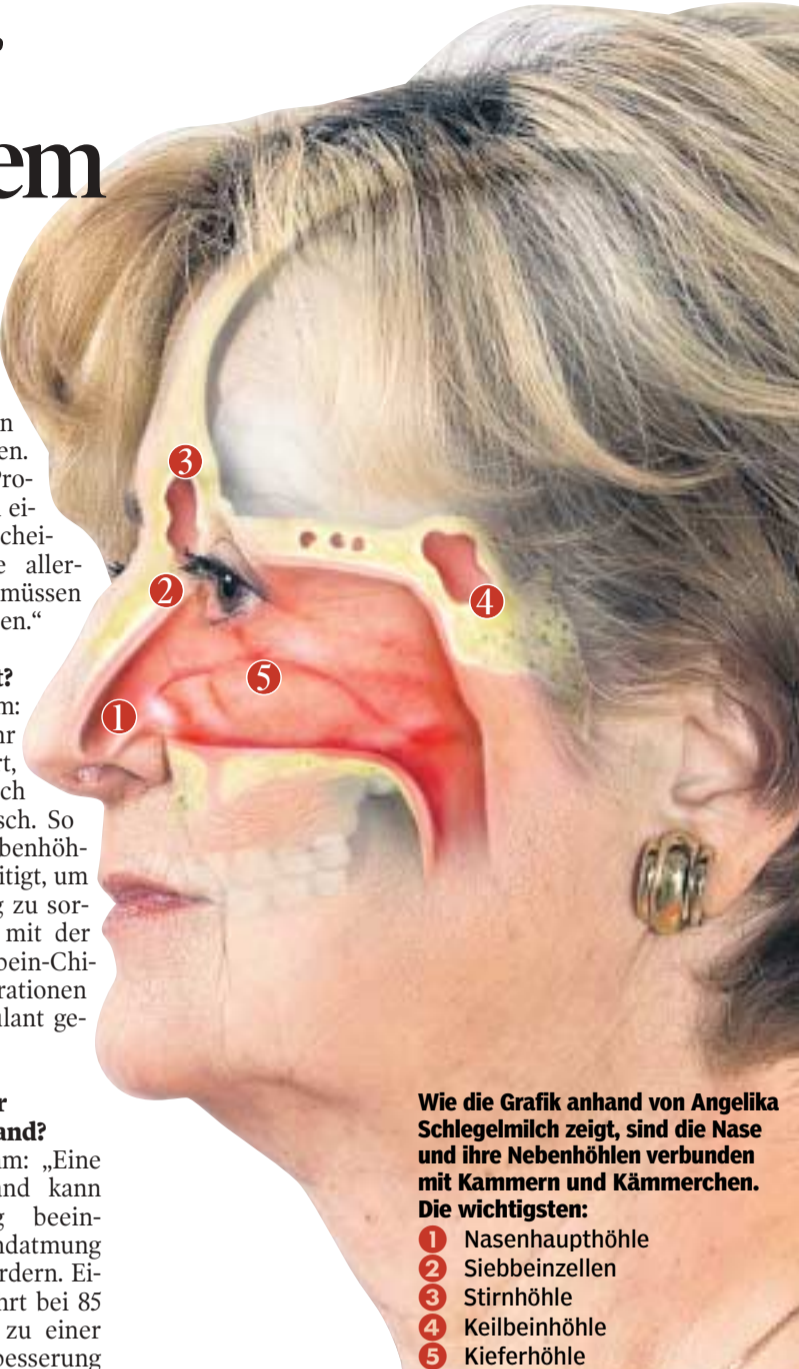 em
n
en.
Pro-
ei-
chei-
e aller-
müssen
en.“
t?
m:
hr
rt,
ch
sch. So
benhöh-
itigt, um
g zu sor-
mit der
bein-Chi-
rationen
ulant ge-
r
and?
m: „Eine
and kann
g beein-
ndatmung
rdern. Ei-
hrt bei 85
zu einer
besserung
3
2
4
5
1
Wie die Grafik anhand von Angelika
Schlegelmilch zeigt, sind die Nase
und ihre Nebenhöhlen verbunden
mit Kammern und Kämmerchen.
Die wichtigsten:
1 Nasenhaupthöhle
2 Siebbeinzellen
3 Stirnhöhle
4 Keilbeinhöhle
5 Kieferhöhle